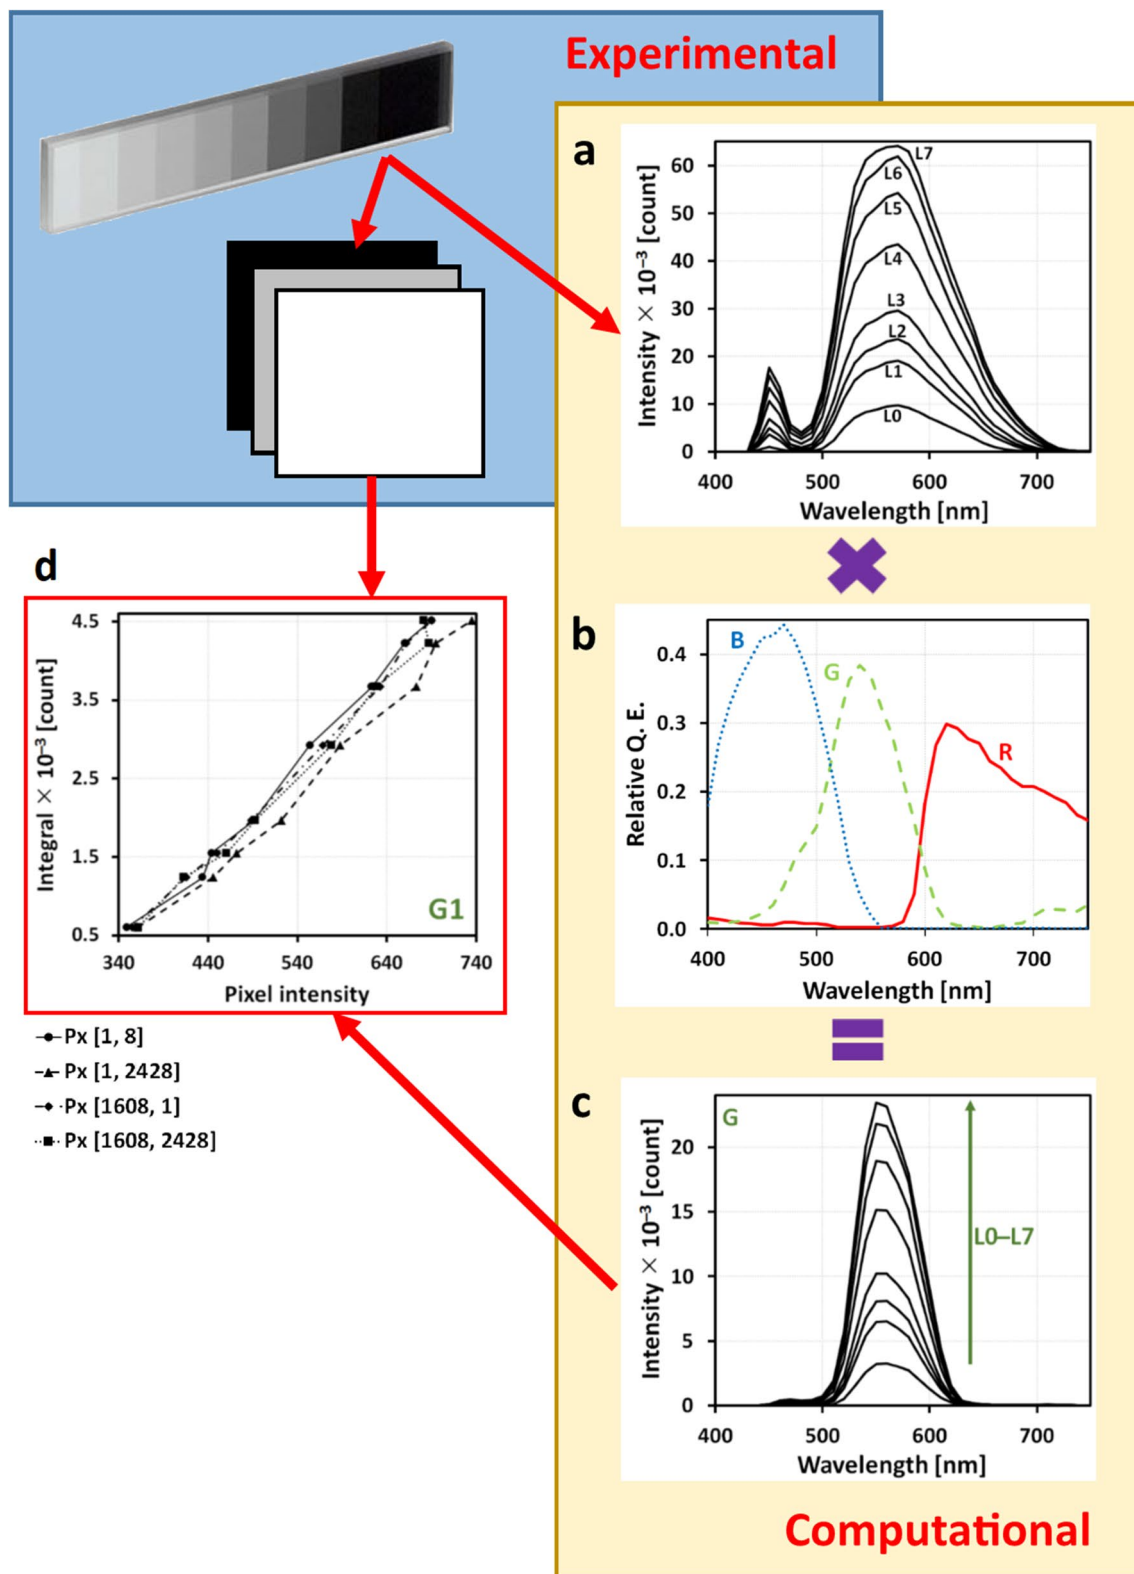 Experimental
a
Intensity × 10⁻³ [count]
60
50
40
30
20
10
0
L7
L6
L5
L4
L3
L2
L1
L0
400 500 600 700
Wavelength [nm]
b
Relative Q. E.
0.4
0.3
0.2
0.1
0.0
B
G
R
400 500 600 700
Wavelength [nm]
c
G
Intensity × 10⁻³ [count]
20
15
10
5
0
L0–L7
400 500 600 700
Wavelength [nm]
Computational
d
Integral × 10⁻³ [count]
4.5
3.5
2.5
1.5
0.5
G1
340 440 540 640 740
Pixel intensity
Px [1, 8]
Px [1, 2428]
Px [1608, 1]
Px [1608, 2428]